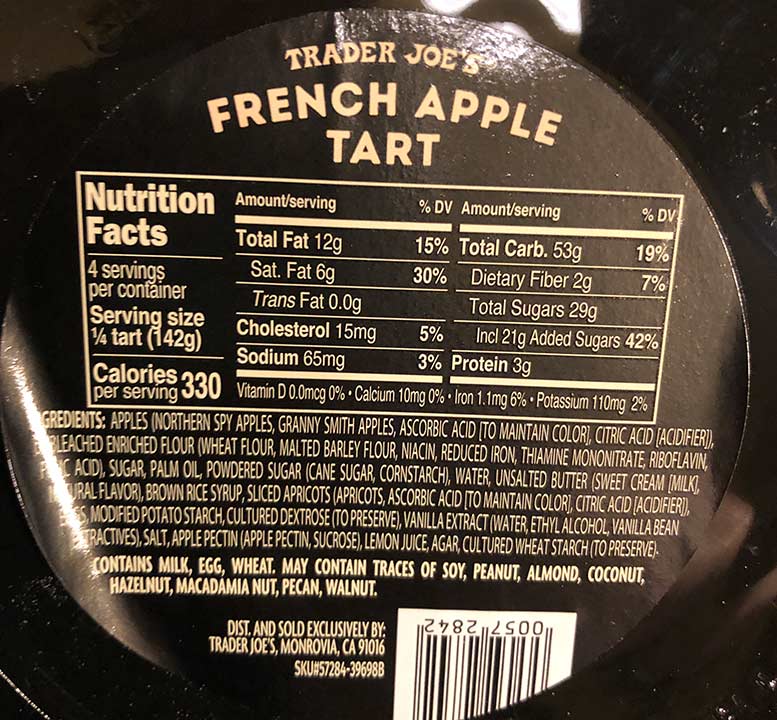 TRADER JOE'S
FRENCH APPLE
TART
Nutrition
Facts
4 servings
per container
Serving size
¼ tart (142g)
Calories
per serving 330
Amount/serving % DV
Total Fat 12g 15%
Sat. Fat 6g 30%
Trans Fat 0.0g
Cholesterol 15mg 5%
Sodium 65mg 3%
Amount/serving % DV
Total Carb. 53g 19%
Dietary Fiber 2g 7%
Total Sugars 29g
Incl 21g Added Sugars 42%
Protein 3g
Vitamin D 0.0mcg 0% • Calcium 10mg 0% • Iron 1.1mg 6% • Potassium 110mg 2%
GREDIENTS: APPLES (NORTHERN SPY APPLES, GRANNY SMITH APPLES, ASCORBIC ACID [TO MAINTAIN COLOR], CITRIC ACID [ACIDIFIER]),
LEACHED ENRICHED FLOUR (WHEAT FLOUR, MALTED BARLEY FLOUR, NIACIN, REDUCED IRON, THIAMINE MONONITRATE, RIBOFLAVIN,
ACID), SUGAR, PALM OIL, POWDERED SUGAR (CANE SUGAR, CORNSTARCH), WATER, UNSALTED BUTTER (SWEET CREAM [MILK],
URAL FLAVOR), BROWN RICE SYRUP, SLICED APRICOTS (APRICOTS, ASCORBIC ACID [TO MAINTAIN COLOR], CITRIC ACID [ACIDIFIER]),
MODIFIED POTATO STARCH, CULTURED DEXTROSE (TO PRESERVE), VANILLA EXTRACT (WATER, ETHYL ALCOHOL, VANILLA BEAN
TRACTIVES), SALT, APPLE PECTIN (APPLE PECTIN, SUCROSE), LEMON JUICE, AGAR, CULTURED WHEAT STARCH (TO PRESERVE).
CONTAINS MILK, EGG, WHEAT. MAY CONTAIN TRACES OF SOY, PEANUT, ALMOND, COCONUT,
HAZELNUT, MACADAMIA NUT, PECAN, WALNUT.
DIST. AND SOLD EXCLUSIVELY BY:
TRADER JOE'S, MONROVIA, CA 91016
SKU#57284-39698B
0057 2842